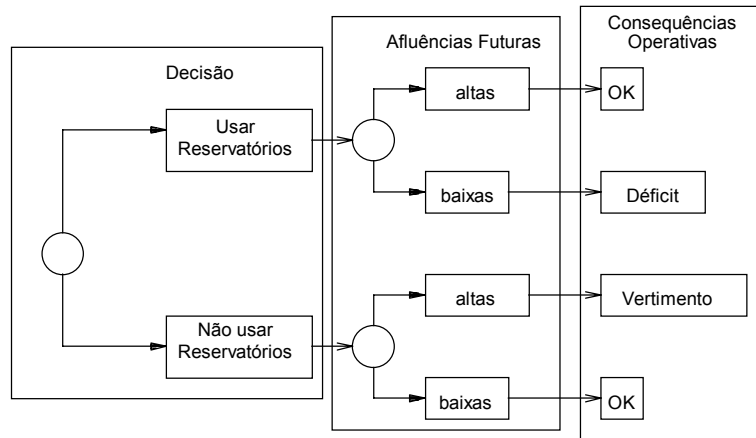 Decisão
Usar
Reservatórios
Não usar
Reservatórios
Afluências Futuras
altas
baixas
altas
baixas
Consequências
Operativas
OK
Déficit
Vertimento
OK